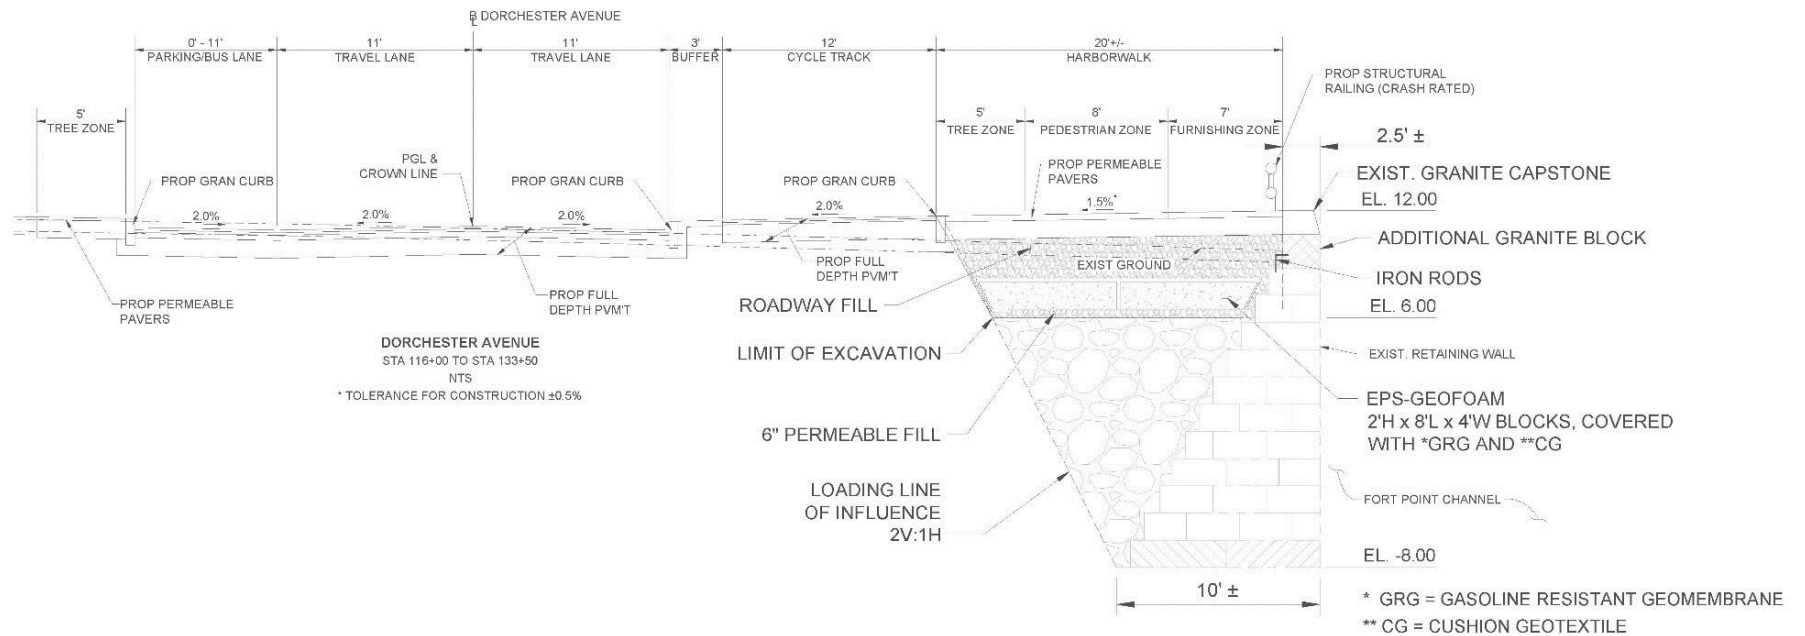 ℄ DORCHESTER AVENUE
0' - 11'
PARKING/BUS LANE
11'
TRAVEL LANE
11'
TRAVEL LANE
3'
BUFFER
12'
CYCLE TRACK
20'+/-
HARBORWALK
PROP STRUCTURAL
RAILING (CRASH RATED)
5'
TREE ZONE
5'
TREE ZONE
8'
PEDESTRIAN ZONE
7'
FURNISHING ZONE
2.5' ±
PROP GRAN CURB
PGL &
CROWN LINE
PROP GRAN CURB
PROP GRAN CURB
PROP PERMEABLE
PAVERS
EXIST. GRANITE CAPSTONE
EL. 12.00
2.0%
2.0%
2.0%
2.0%
1.5%*
ADDITIONAL GRANITE BLOCK
PROP FULL
DEPTH PVM'T
EXIST GROUND
IRON RODS
PROP PERMEABLE
PAVERS
PROP FULL
DEPTH PVM'T
ROADWAY FILL
EL. 6.00
DORCHESTER AVENUE
STA 116+00 TO STA 133+50
NTS
* TOLERANCE FOR CONSTRUCTION ±0.5%
LIMIT OF EXCAVATION
EXIST. RETAINING WALL
EPS-GEOFOAM
2'H x 8'L x 4'W BLOCKS, COVERED
WITH *GRG AND **CG
6" PERMEABLE FILL
LOADING LINE
OF INFLUENCE
2V:1H
FORT POINT CHANNEL
EL. -8.00
10' ±
* GRG = GASOLINE RESISTANT GEOMEMBRANE
** CG = CUSHION GEOTEXTILE